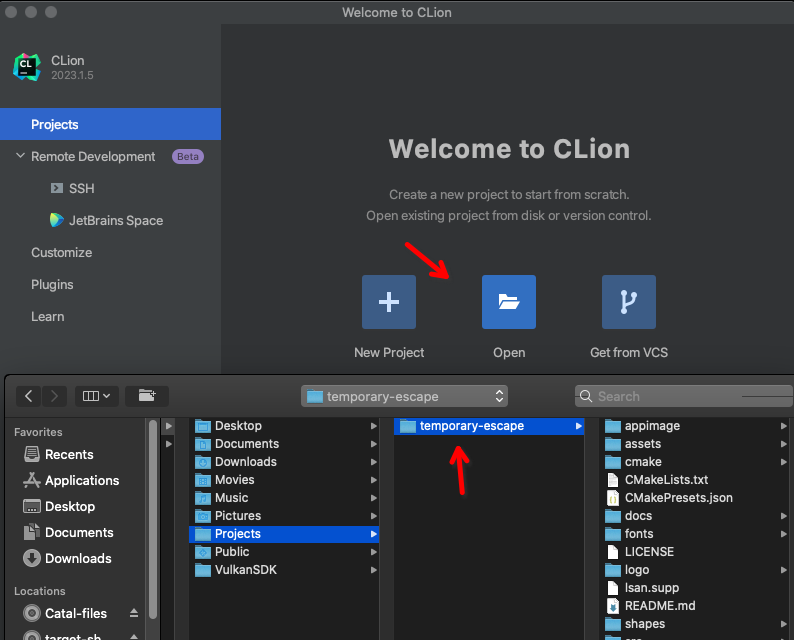 Welcome to CLion
CL
CLion
2023.1.5
Projects
Remote Development Beta
SSH
JetBrains Space
Customize
Plugins
Learn
Welcome to CLion
Create a new project to start from scratch.
Open existing project from disk or version control.
New Project
Open
Get from VCS
temporary-escape
Search
Favorites
Recents
Applications
Desktop
Documents
Downloads
Locations
Catal-files
Desktop
Documents
Downloads
Movies
Music
Pictures
Projects
Public
VulkanSDK
temporary-escape
appimage
assets
cmake
CMakeLists.txt
CMakePresets.json
docs
fonts
LICENSE
logo
lsan.supp
README.md
shapes